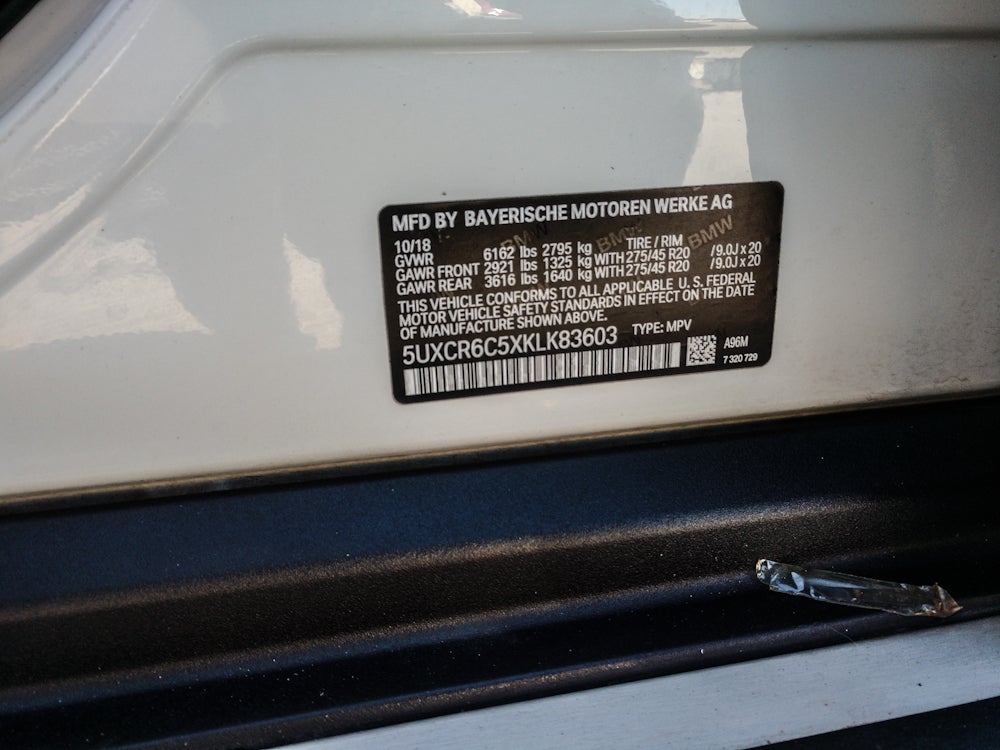 MFD BY BAYERISCHE MOTOREN WERKE AG
10/18
GVWR 6162 lbs 2795 kg TIRE / RIM
GAWR FRONT 2921 lbs 1325 kg WITH 275/45 R20 /9.0J x 20
GAWR REAR 3616 lbs 1640 kg WITH 275/45 R20 /9.0J x 20
THIS VEHICLE CONFORMS TO ALL APPLICABLE U. S. FEDERAL
MOTOR VEHICLE SAFETY STANDARDS IN EFFECT ON THE DATE
OF MANUFACTURE SHOWN ABOVE.
5UXCR6C5XKLK83603 TYPE: MPV
A96M
7 320 729
BMW BMW BMW